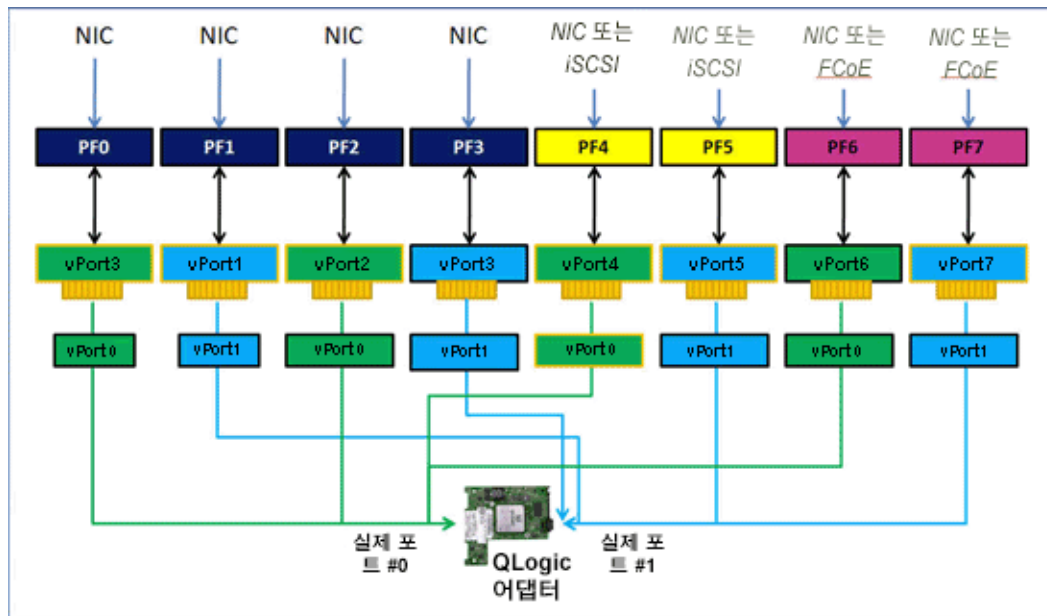 NIC
NIC
NIC
NIC
NIC 또는
iSCSI
NIC 또는
iSCSI
NIC 또는
FCoE
NIC 또는
FCoE
PF0
PF1
PF2
PF3
PF4
PF5
PF6
PF7
vPort3
vPort1
vPort2
vPort3
vPort4
vPort5
vPort6
vPort7
vPort0
vPort1
vPort0
vPort1
vPort0
vPort1
vPort0
vPort1
실제 포
트 #0
QLogic
어댑터
실제 포
트 #1